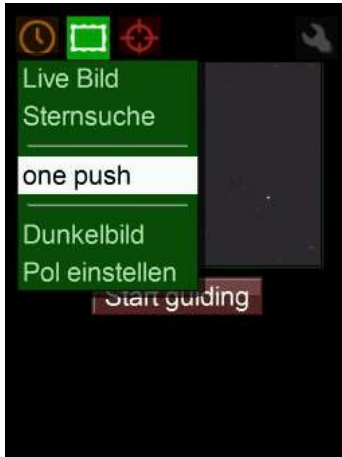 Live Bild
Sternsuche
one push
Dunkelbild
Pol einstellen
Start guiding